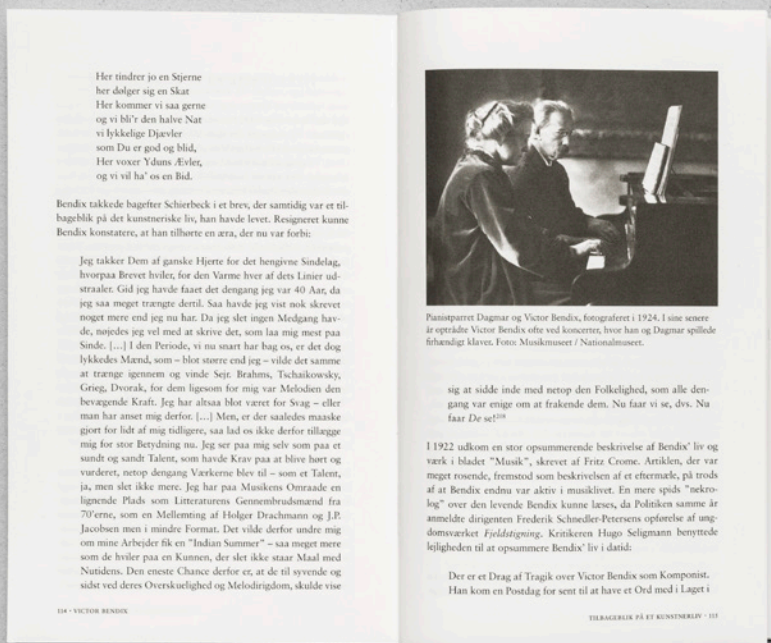 Her tindrer jo en Stjerne
her dølger sig en Skat
Her kommer vi saa gerne
og vi bli'r den halve Nat
vi lykkelige Djævler
som Du er god og blid,
Her voxer Yduns Ævler,
og vi vil ha' os en Bid.
Bendix takkede bagefter Schierbeck i et brev, der samtidig var et til-
bageblik på det kunstneriske liv, han havde levet. Resigneret kunne
Bendix konstatere, at han tilhørte en æra, der nu var forbi:
Jeg takker Dem af ganske Hjerte for det hengivne Sindelag,
hvorpaa Brevet hviler, for den Varme hver af dets Linier ud-
straaler. Gid jeg havde faaet det dengang jeg var 40 Aar, da
jeg saa meget trængte dertil. Saa havde jeg vist nok skrevet
noget mere end jeg nu har. Da jeg slet ingen Medgang hav-
de, nøjedes jeg vel med at skrive det, som laa mig mest paa
Sinde. [...] I den Periode, vi nu snart har bag os, er det dog
lykkedes Mænd, som – blot større end jeg – vilde det samme
at trænge igennem og vinde Sejr. Brahms, Tschaikowsky,
Grieg, Dvorak, for dem ligesom for mig var Melodien den
bevægende Kraft. Jeg har altsaa blot været for Svag – eller
man har anset mig derfor. [...] Men, er der saaledes maaske
gjort for lidt af mig tidligere, saa lad os ikke derfor tillægge
mig for stor Betydning nu. Jeg ser paa mig selv som paa et
sundt og sandt Talent, som havde Krav paa at blive hørt og
vurderet, netop dengang Værkerne blev til – som et Talent,
ja, men slet ikke mere. Jeg har paa Musikens Omraade en
lignende Plads som Litteraturens Gennembrudsmænd fra
70'erne, som en Mellemting af Holger Drachmann og J.P.
Jacobsen men i mindre Format. Det vilde derfor undre mig
om mine Arbejder fik en "Indian Summer" – saa meget mere
som de hviler paa en Kunnen, der slet ikke staar Maal med
Nutidens. Den eneste Chance derfor er, at de til syvende og
sidst ved deres Overskuelighed og Melodirigdom, skulde vise
114 • VICTOR BENDIX
Pianistparret Dagmar og Victor Bendix, fotograferet i 1924. I sine senere
år optrådte Victor Bendix ofte ved koncerter, hvor han og Dagmar spillede
firhændigt klaver. Foto: Musikmuseet / Nationalmuseet.
sig at sidde inde med netop den Folkelighed, som alle den-
gang var enige om at frakende dem. Nu faar vi se, dvs. Nu
faar De se!²⁰⁸
I 1922 udkom en stor opsummerende beskrivelse af Bendix' liv og
værk i bladet "Musik", skrevet af Fritz Crome. Artiklen, der var
meget rosende, fremstod som beskrivelsen af et eftermæle, på trods
af at Bendix endnu var aktiv i musiklivet. En mere spids "nekro-
log" over den levende Bendix kunne læses, da Politiken samme år
anmeldte dirigenten Frederik Schnedler-Petersens opførelse af ung-
domsværket Fjeldstigning. Kritikeren Hugo Seligmann benyttede
lejligheden til at opsummere Bendix' liv i datid:
Der er et Drag af Tragik over Victor Bendix som Komponist.
Han kom en Postdag for sent til at have et Ord med i Laget i
TILBAGEBLIK PÅ ET KUNSTNERLIV • 115